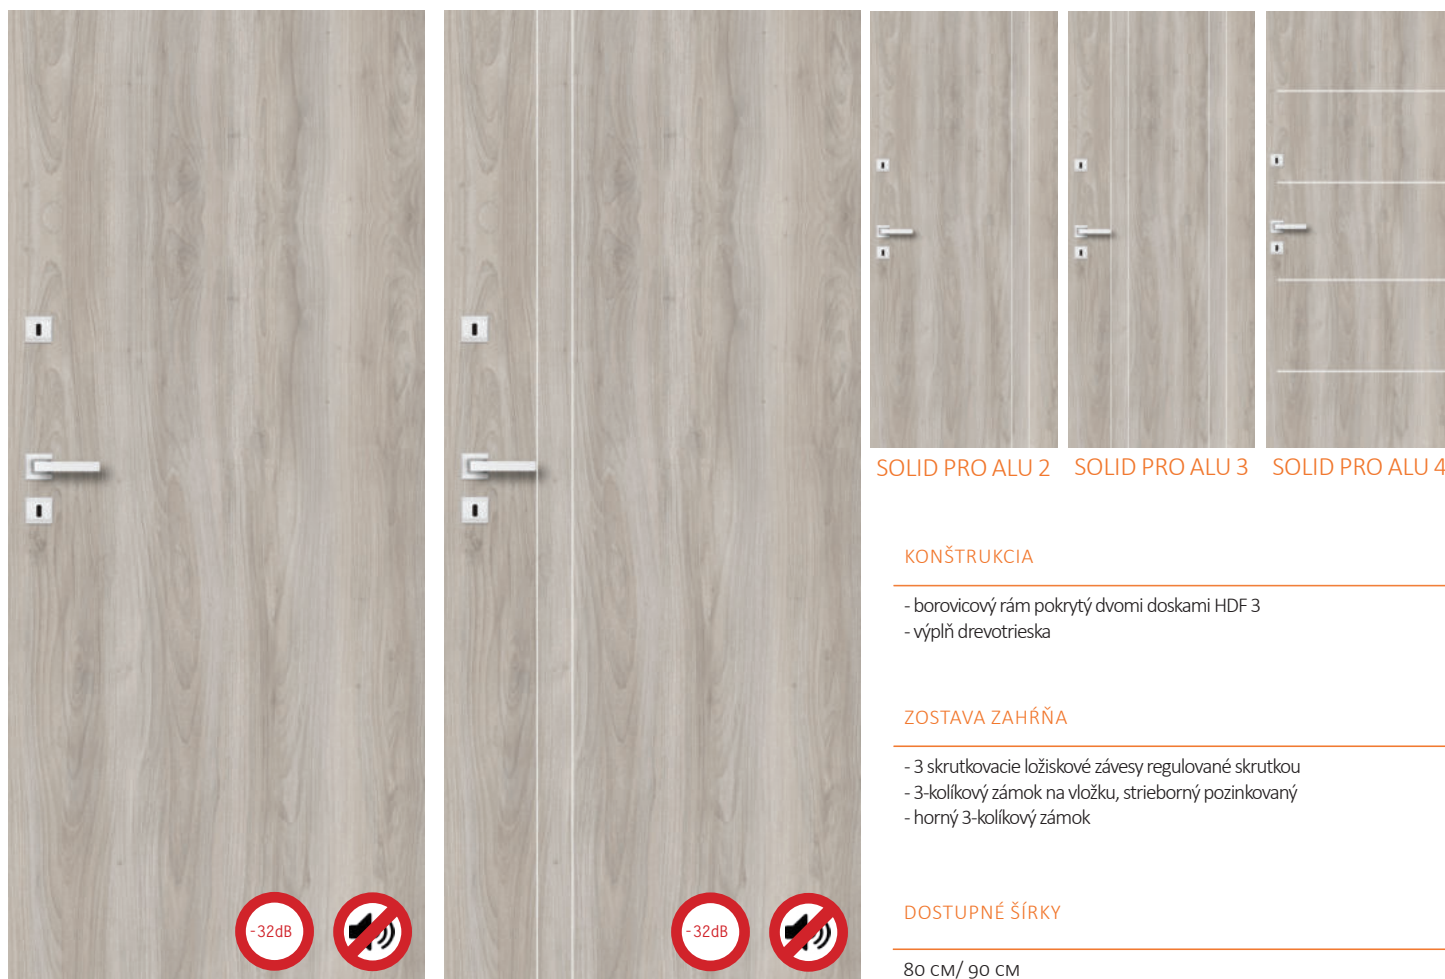 -32dB
-32dB
SOLID PRO ALU 2
SOLID PRO ALU 3
SOLID PRO ALU 4
KONŠTRUKCIA
- borovicový rám pokrytý dvomi doskami HDF 3
- výplň drevotrieska
ZOSTAVA ZAHŔŇA
- 3 skrutkovacie ložiskové závesy regulované skrutkou
- 3-kolíkový zámok na vložku, strieborný pozinkovaný
- horný 3-kolíkový zámok
DOSTUPNÉ ŠÍRKY
80 CM/ 90 CM